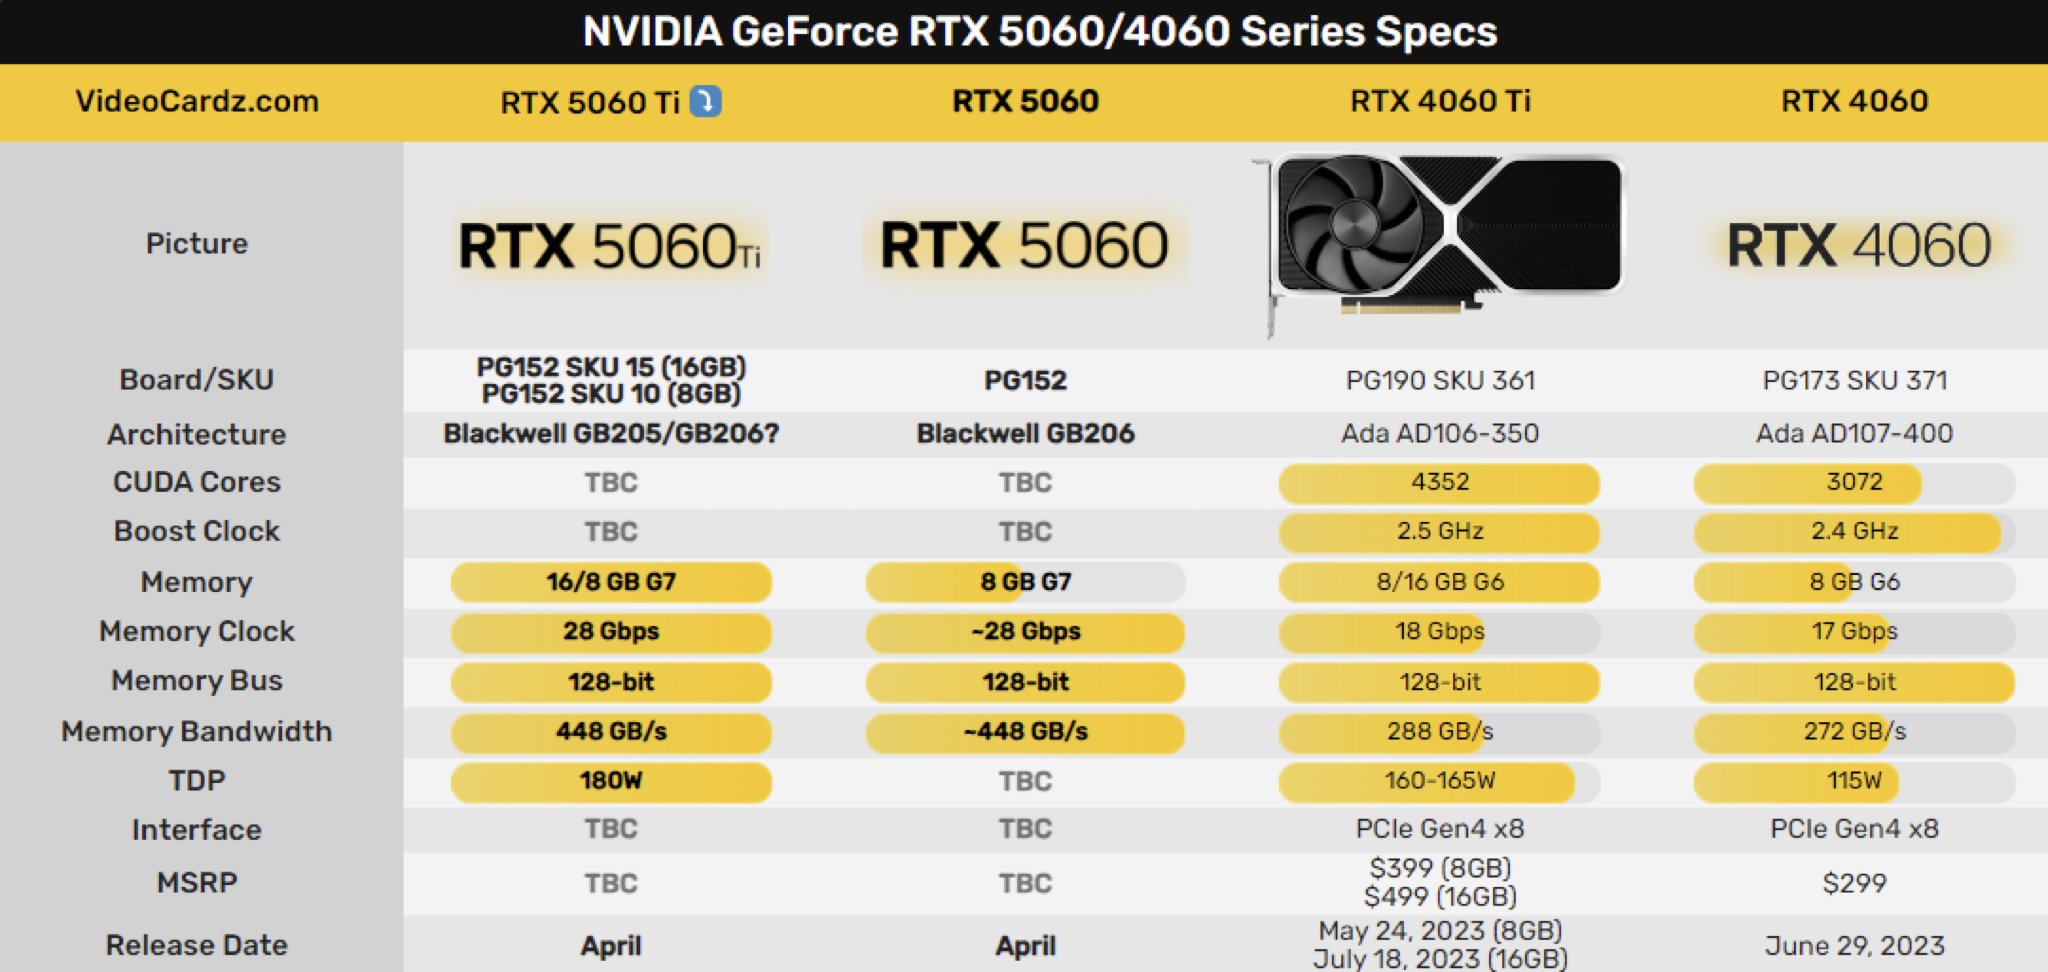 NVIDIA GeForce RTX 5060/4060 Series Specs
VideoCardz.com RTX 5060 Ti RTX 5060 RTX 4060 Ti RTX 4060
Picture RTX 5060Ti RTX 5060 RTX 4060
Board/SKU PG152 SKU 15 (16GB) PG152 SKU 10 (8GB) PG152 PG190 SKU 361 PG173 SKU 371
Architecture Blackwell GB205/GB206? Blackwell GB206 Ada AD106-350 Ada AD107-400
CUDA Cores TBC TBC 4352 3072
Boost Clock TBC TBC 2.5 GHz 2.4 GHz
Memory 16/8 GB G7 8 GB G7 8/16 GB G6 8 GB G6
Memory Clock 28 Gbps ~28 Gbps 18 Gbps 17 Gbps
Memory Bus 128-bit 128-bit 128-bit 128-bit
Memory Bandwidth 448 GB/s ~448 GB/s 288 GB/s 272 GB/s
TDP 180W TBC 160-165W 115W
Interface TBC TBC PCIe Gen4 x8 PCIe Gen4 x8
MSRP TBC TBC $399 (8GB) $499 (16GB) $299
Release Date April April May 24, 2023 (8GB) July 18, 2023 (16GB) June 29, 2023